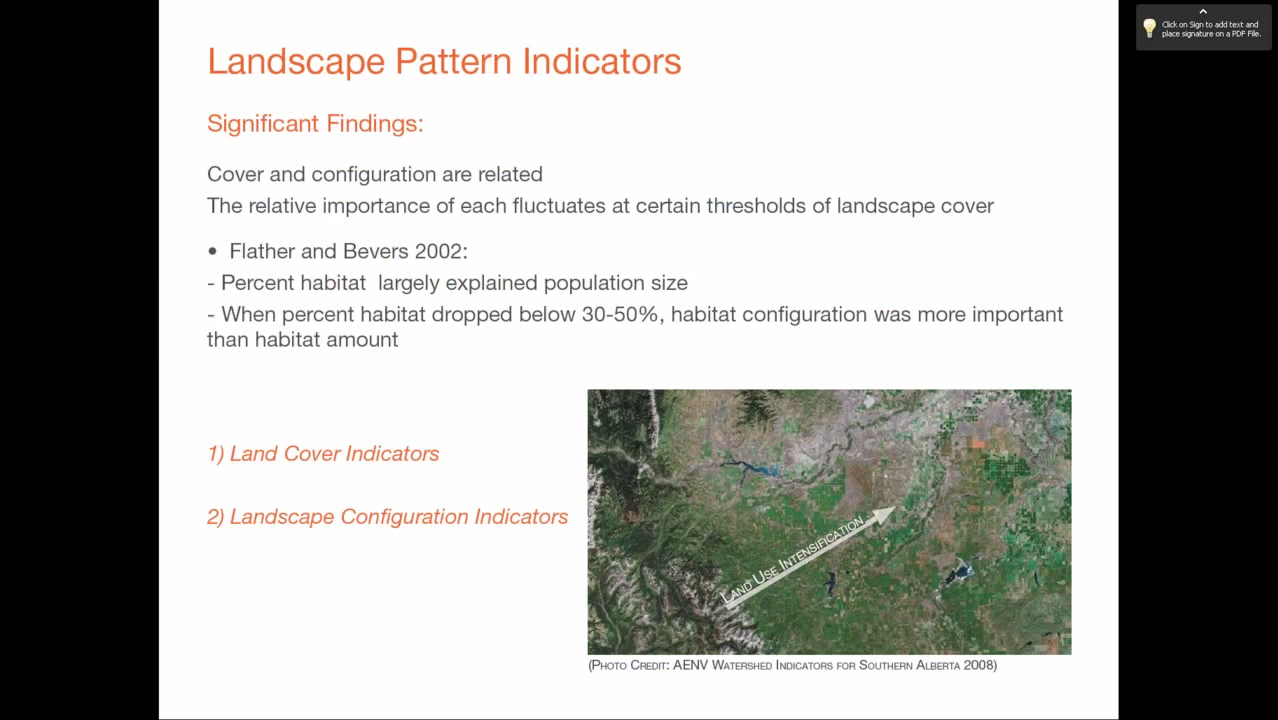 Landscape Pattern Indicators
Click on Sign to add text and
place signature on a PDF File.
Significant Findings:
Cover and configuration are related
The relative importance of each fluctuates at certain thresholds of landscape cover
• Flather and Bevers 2002:
- Percent habitat largely explained population size
- When percent habitat dropped below 30-50%, habitat configuration was more important
than habitat amount
1) Land Cover Indicators
2) Landscape Configuration Indicators
LAND USE INTENSIFICATION
(PHOTO CREDIT: AENV WATERSHED INDICATORS FOR SOUTHERN ALBERTA 2008)